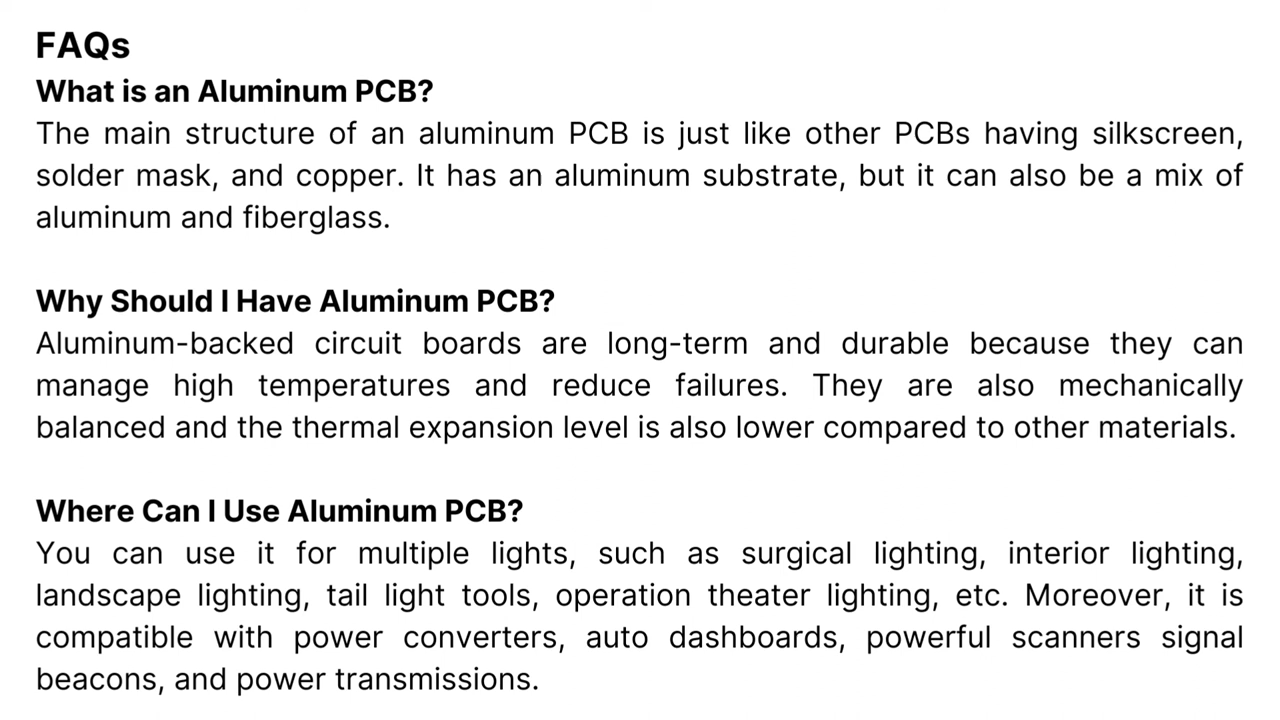 FAQs
What is an Aluminum PCB?
The main structure of an aluminum PCB is just like other PCBs having silkscreen,
solder mask, and copper. It has an aluminum substrate, but it can also be a mix of
aluminum and fiberglass.
Why Should I Have Aluminum PCB?
Aluminum-backed circuit boards are long-term and durable because they can
manage high temperatures and reduce failures. They are also mechanically
balanced and the thermal expansion level is also lower compared to other materials.
Where Can I Use Aluminum PCB?
You can use it for multiple lights, such as surgical lighting, interior lighting,
landscape lighting, tail light tools, operation theater lighting, etc. Moreover, it is
compatible with power converters, auto dashboards, powerful scanners signal
beacons, and power transmissions.